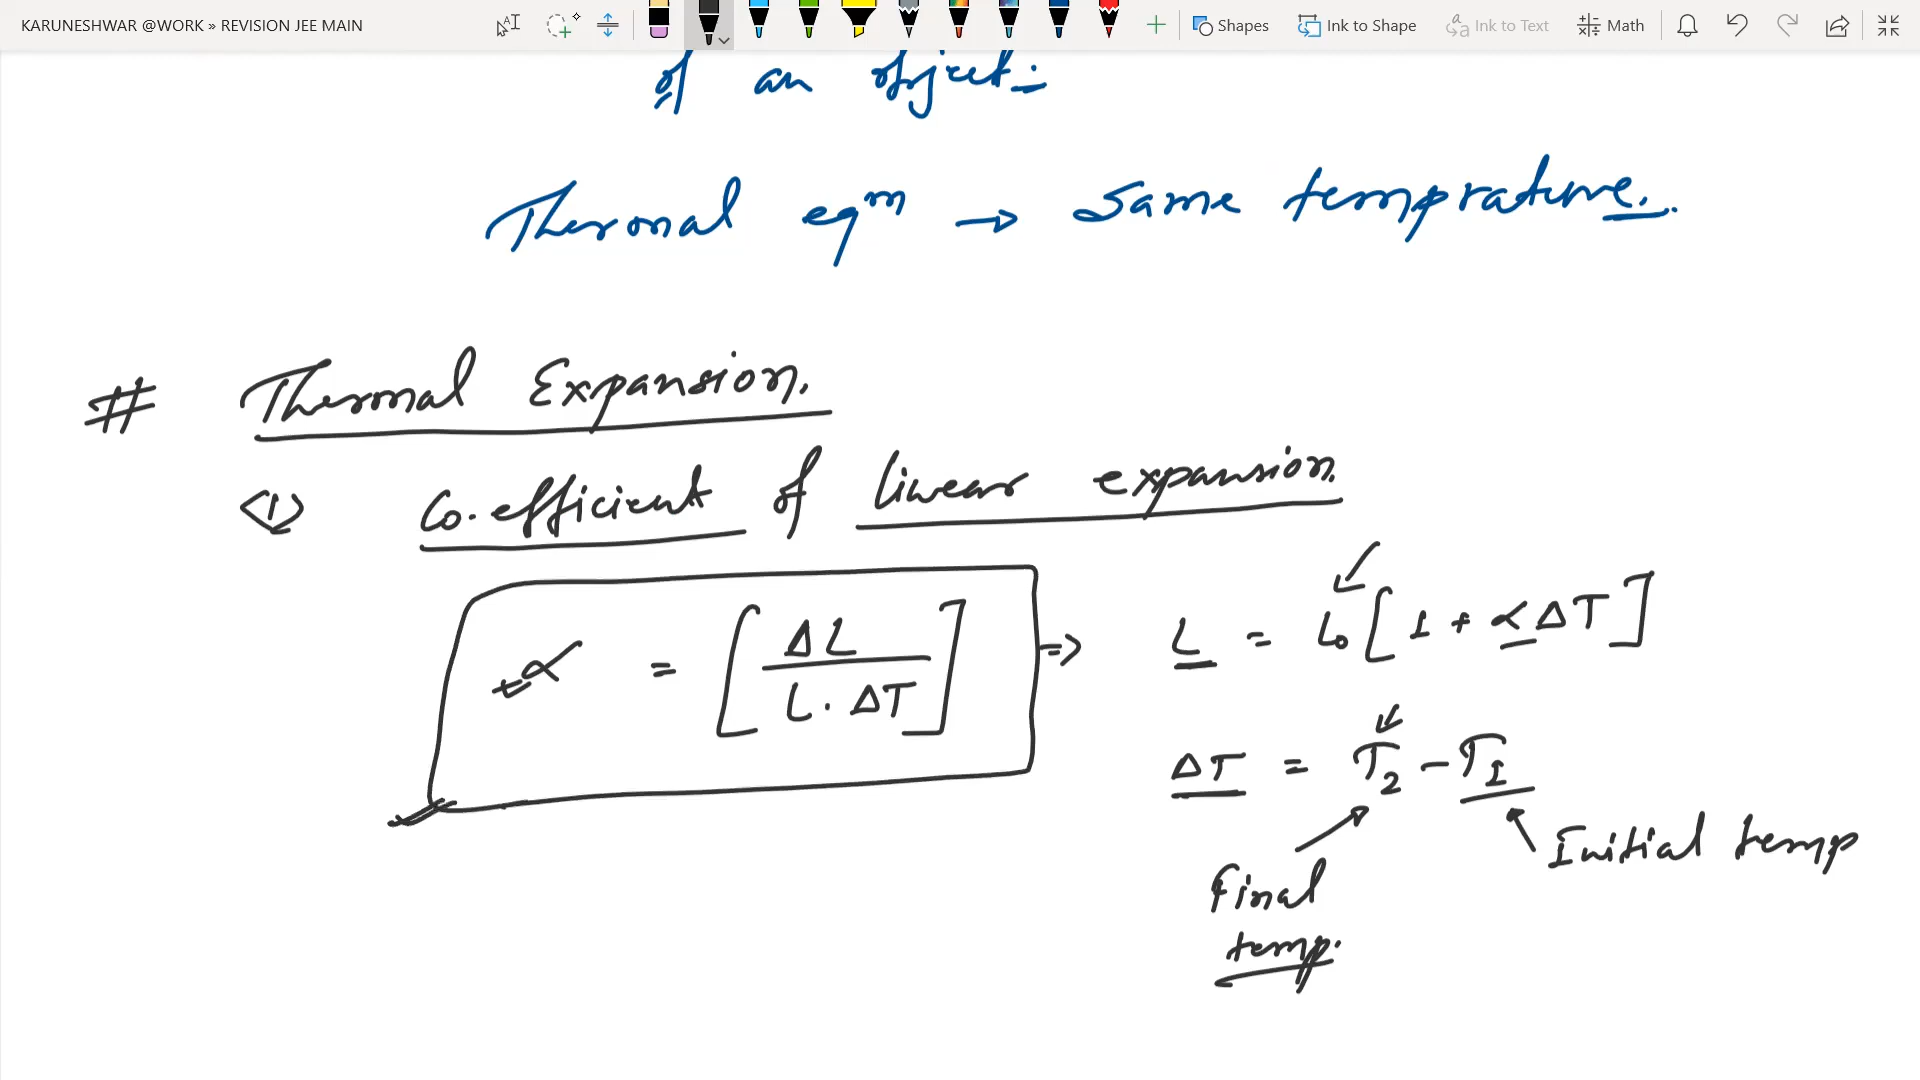 KARUNESHWAR @WORK » REVISION JEE MAIN
Shapes
Ink to Shape
Ink to Text
Math
of an object :-
Thermal eqm → Same temprature.
# Thermal Expansion.
<1> Co-efficient of linear expansion.
α = [ΔL / L · ΔT] ⇒ L = L₀[1 + αΔT]
ΔT = T₂ - T₁
Initial temp
Final
temp.